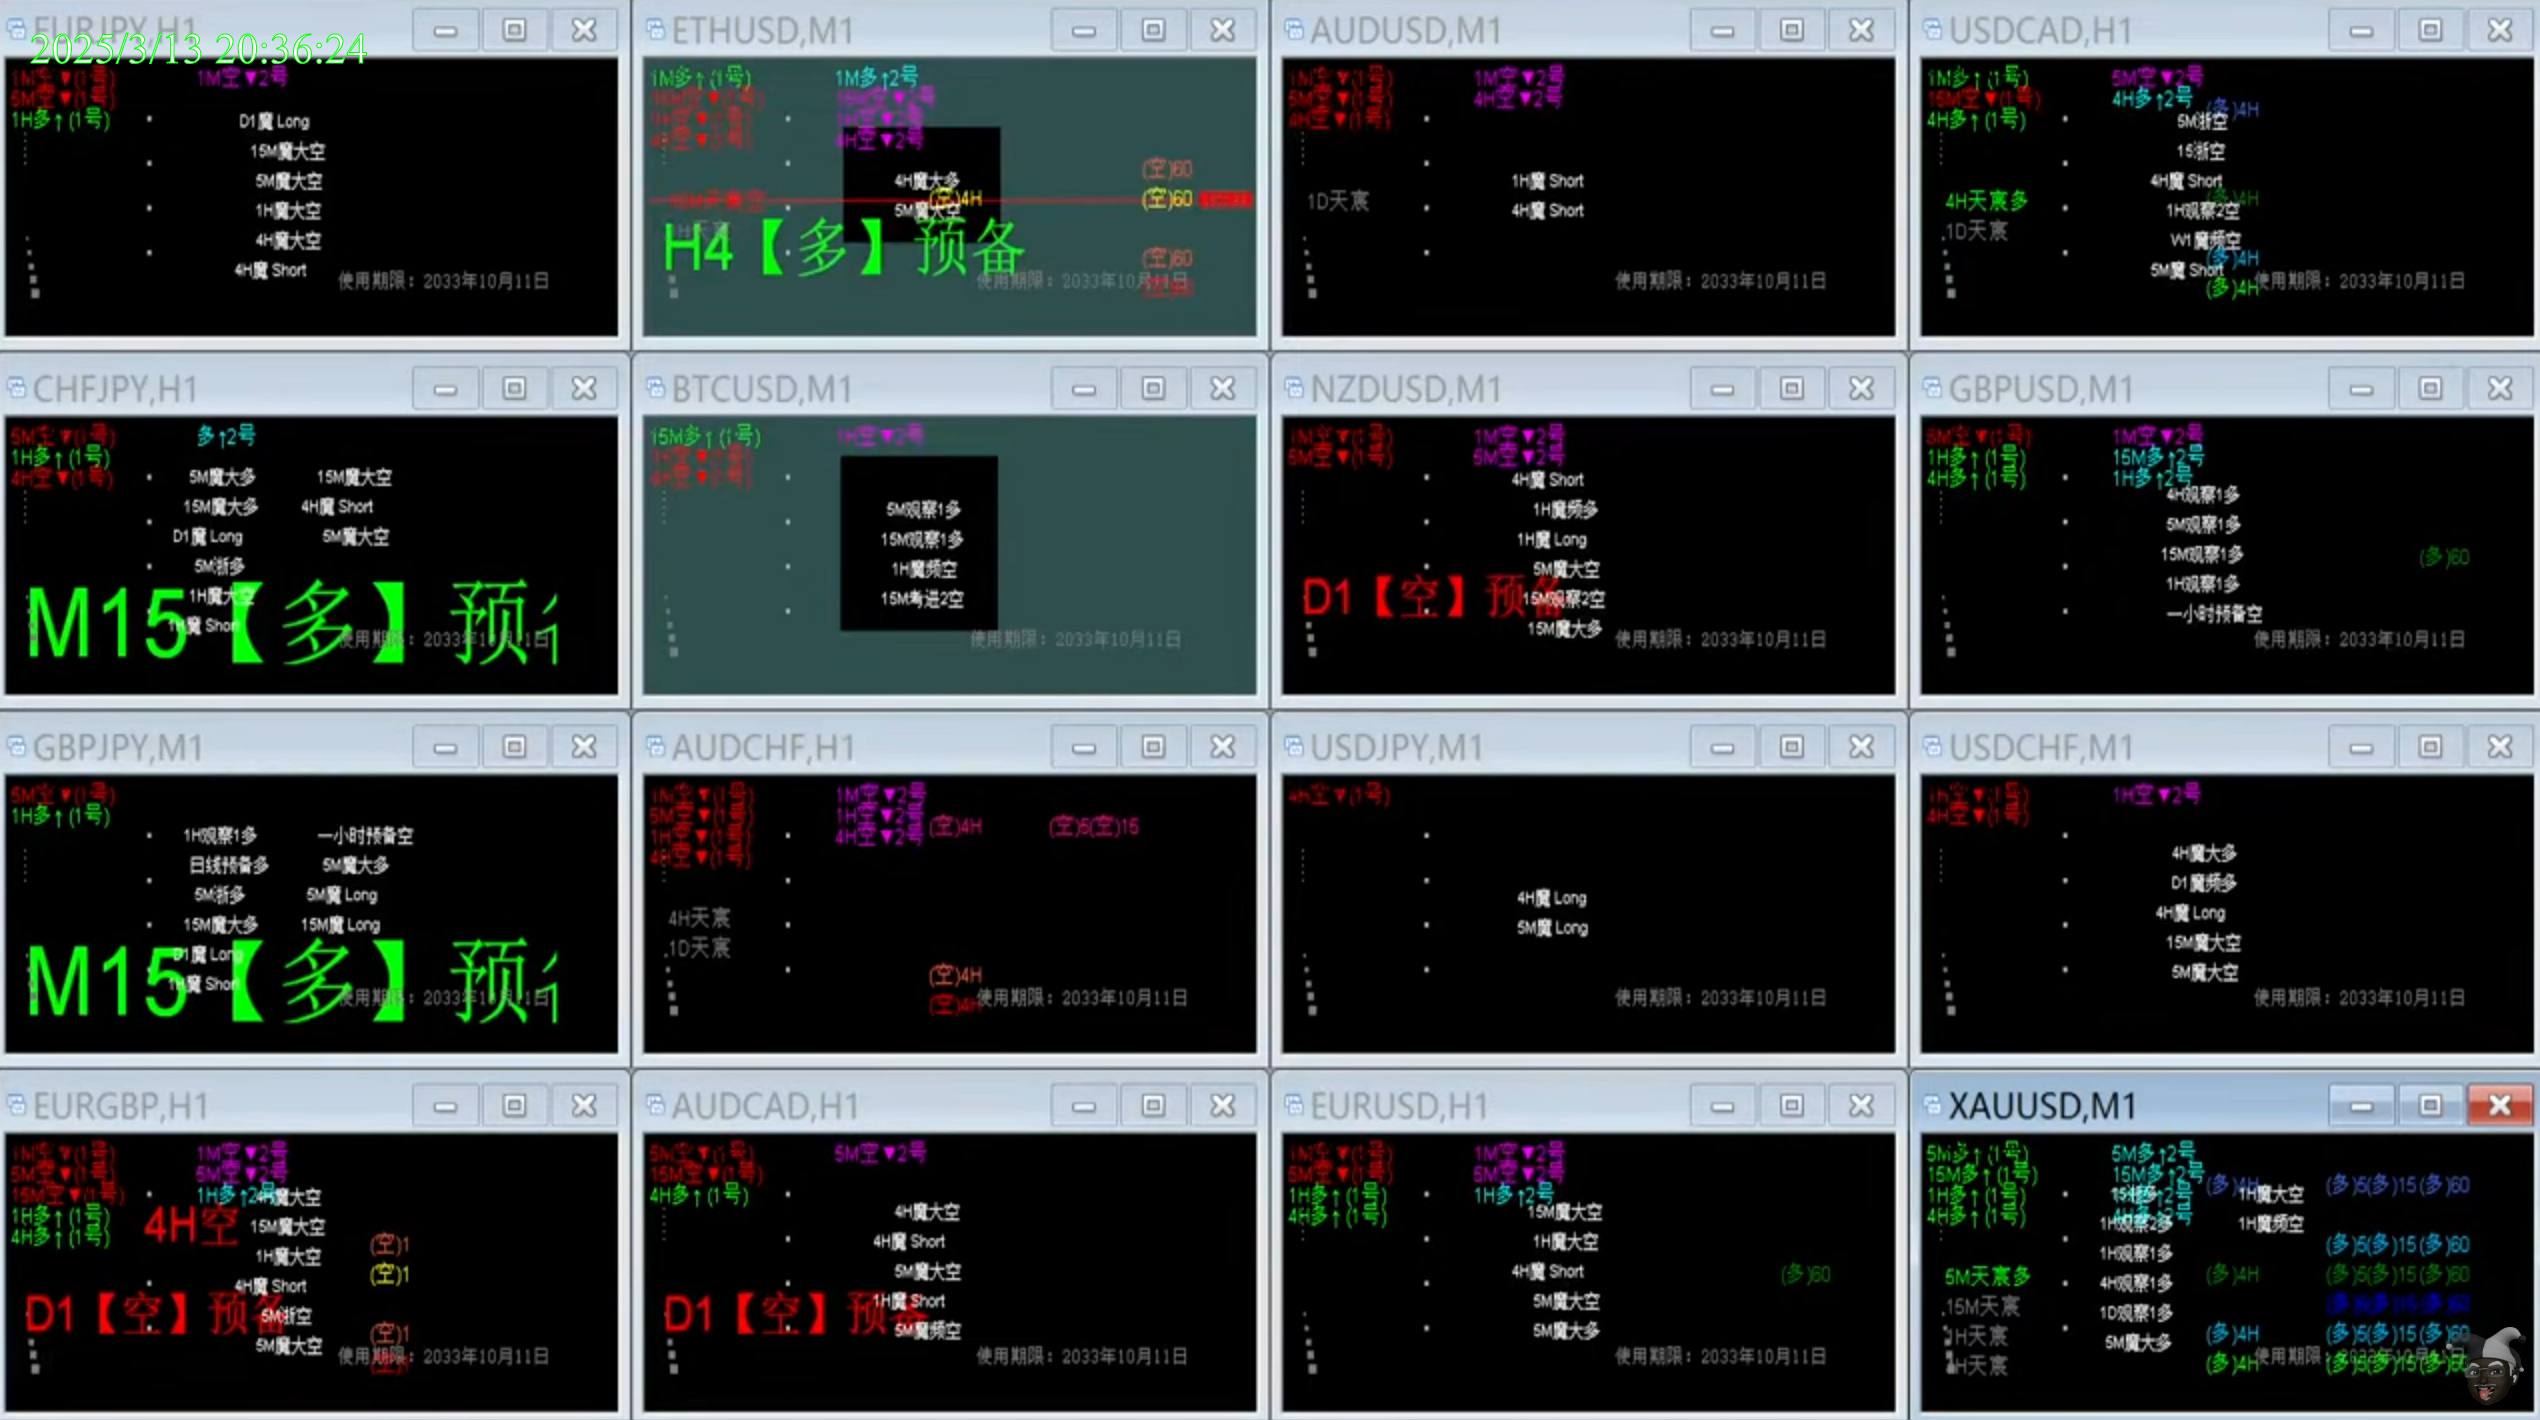 EURJPY,H1
2025/3/13 20:36:24
1M空▼(1号)
1M空▼2号
5M空▼(1号)
1H多↑(1号)
D1魔 Long
15M魔大空
5M魔大空
1H魔大空
4H魔大空
4H魔 Short
使用期限：2033年10月11日
ETHUSD,M1
1M多↑(1号)
1M多↑2号
15M空▼(1号)
15M空▼2号
1H空▼(1号)
1H空▼2号
4H空▼(1号)
4H空▼2号
(空)60
4H魔大多
(空)4H
(空)60
5M魔大空
H4【多】预备
(空)60
使用期限：2033年10月11日
AUDUSD,M1
1M空▼(1号)
1M空▼2号
5M空▼(1号)
4H空▼2号
4H空▼(1号)
1H魔 Short
1D天宸
4H魔 Short
使用期限：2033年10月11日
USDCAD,H1
1M多↑(1号)
5M空▼2号
15M空▼(1号)
4H多↑2号
(多)4H
4H多↑(1号)
5M浙空
15浙空
4H魔 Short
4H天宸多
(多)4H
1H观察2空
1D天宸
W1魔频空
(多)4H
5M魔 Short
(多)4H
使用期限：2033年10月11日
CHFJPY,H1
5M空▼(1号)
多↑2号
1H多↑(1号)
4H空▼(1号)
5M魔大多
15M魔大空
15M魔大多
4H魔 Short
D1魔 Long
5M魔大空
5M浙多
1H魔大空
1H魔 Short
M15【多】预
使用期限：2033年10月11日
BTCUSD,M1
15M多↑(1号)
1H空▼2号
1H空▼(1号)
4H空▼(1号)
5M观察1多
15M观察1多
1H魔频空
15M考进2空
使用期限：2033年10月11日
NZDUSD,M1
1M空▼(1号)
1M空▼2号
5M空▼(1号)
5M空▼2号
4H魔 Short
1H魔频多
1H魔 Long
5M魔大空
D1【空】预备
15M观察2空
15M魔大多
使用期限：2033年10月11日
GBPUSD,M1
5M空▼(1号)
1M空▼2号
1H多↑(1号)
15M多↑2号
4H多↑(1号)
1H多↑2号
4H观察1多
5M观察1多
15M观察1多
(多)60
1H观察1多
一小时预备空
使用期限：2033年10月11日
GBPJPY,M1
5M空▼(1号)
1H多↑(1号)
1H观察1多
一小时预备空
日线预备多
5M魔大多
5M浙多
5M魔 Long
15M魔大多
15M魔 Long
D1魔 Long
1H魔 Short
M15【多】预
使用期限：2033年10月11日
AUDCHF,H1
1M空▼(1号)
1M空▼2号
5M空▼(1号)
1H空▼2号
1H空▼(1号)
4H空▼2号
(空)4H
(空)5(空)15
4H空▼(1号)
4H天宸
1D天宸
(空)4H
(空)4H
使用期限：2033年10月11日
USDJPY,M1
4H空▼(1号)
4H魔 Long
5M魔 Long
使用期限：2033年10月11日
USDCHF,M1
1H空▼(1号)
1H空▼2号
4H空▼(1号)
4H魔大多
D1魔频多
4H魔 Long
15M魔大空
5M魔大空
使用期限：2033年10月11日
EURGBP,H1
1M空▼(1号)
1M空▼2号
5M空▼(1号)
5M空▼2号
15M空▼(1号)
1H多↑2号
4H魔大空
1H多↑(1号)
4H空
15M魔大空
4H多↑(1号)
(空)1
1H魔大空
(空)1
4H魔 Short
D1【空】预备
5M浙空
(空)1
5M魔大空
(空)1
使用期限：2033年10月11日
AUDCAD,H1
5M空▼(1号)
5M空▼2号
15M空▼(1号)
4H多↑(1号)
4H魔大空
4H魔 Short
5M魔大空
1H魔 Short
D1【空】预备
5M魔频空
使用期限：2033年10月11日
EURUSD,H1
1M空▼(1号)
1M空▼2号
5M空▼(1号)
5M空▼2号
1H多↑(1号)
1H多↑2号
4H多↑(1号)
15M魔大空
1H魔大空
4H魔 Short
(多)60
5M魔大空
5M魔大多
使用期限：2033年10月11日
XAUUSD,M1
5M多↑(1号)
5M多↑2号
15M多↑(1号)
15M多↑2号
1H多↑(1号)
(多)4H
1H魔大空
(多)5(多)15(多)60
4H多↑(1号)
1H观察2多
1H魔频空
1H观察1多
(多)5(多)15(多)60
5M天宸多
4H观察1多
(多)4H
(多)5(多)15(多)60
15M天宸
1D观察1多
(多)5(多)15(多)60
1H天宸
5M魔大多
(多)4H
(多)5(多)15(多)60
4H天宸
(多)4H
使用期限：
(多)5(多)15(多)60